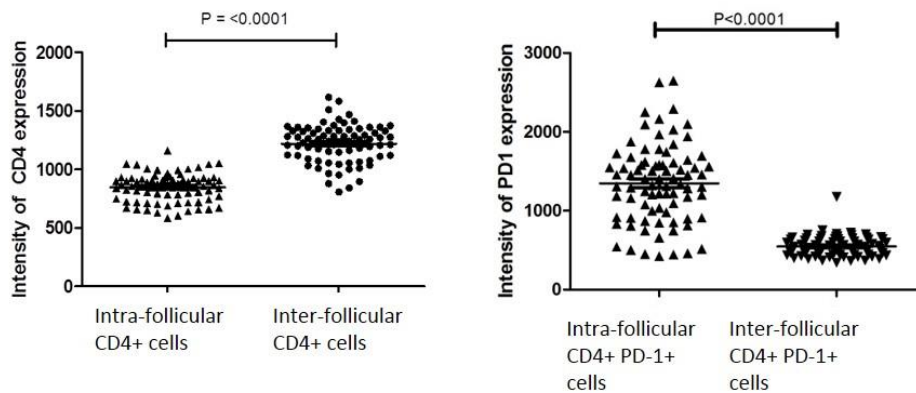 P = <0.0001
Intensity of CD4 expression
2000
1500
1000
500
0
Intra-follicular
CD4+ cells
Inter-follicular
CD4+ cells
P<0.0001
Intensity of PD1 expression
3000
2000
1000
0
Intra-follicular
CD4+ PD-1+
cells
Inter-follicular
CD4+ PD-1+
cells